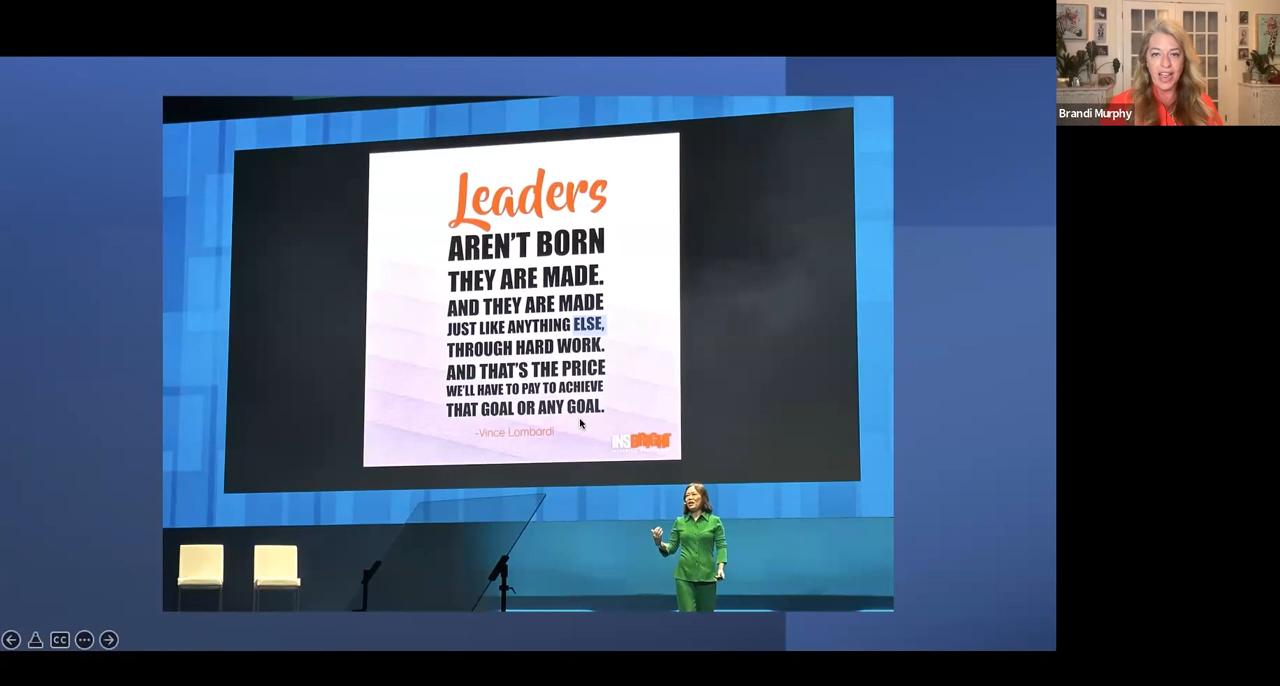 Leaders
AREN'T BORN
THEY ARE MADE.
AND THEY ARE MADE
JUST LIKE ANYTHING ELSE,
THROUGH HARD WORK.
AND THAT'S THE PRICE
WE'LL HAVE TO PAY TO ACHIEVE
THAT GOAL OR ANY GOAL.
-Vince Lombardi
INSBRIGHT
Brandi Murphy
CC